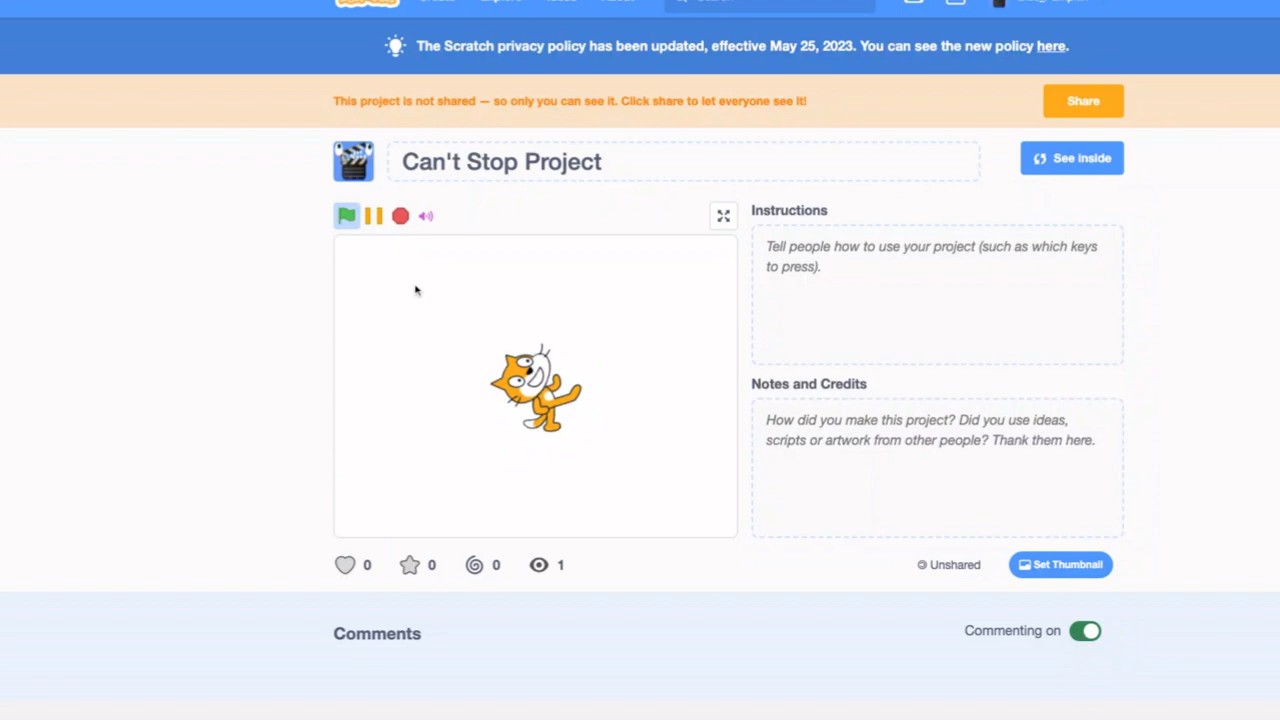 The Scratch privacy policy has been updated, effective May 25, 2023. You can see the new policy here.
This project is not shared — so only you can see it. Click share to let everyone see it!
Share
Can't Stop Project
See inside
Instructions
Tell people how to use your project (such as which keys
to press).
Notes and Credits
How did you make this project? Did you use ideas,
scripts or artwork from other people? Thank them here.
0
0
0
1
Unshared
Set Thumbnail
Comments
Commenting on